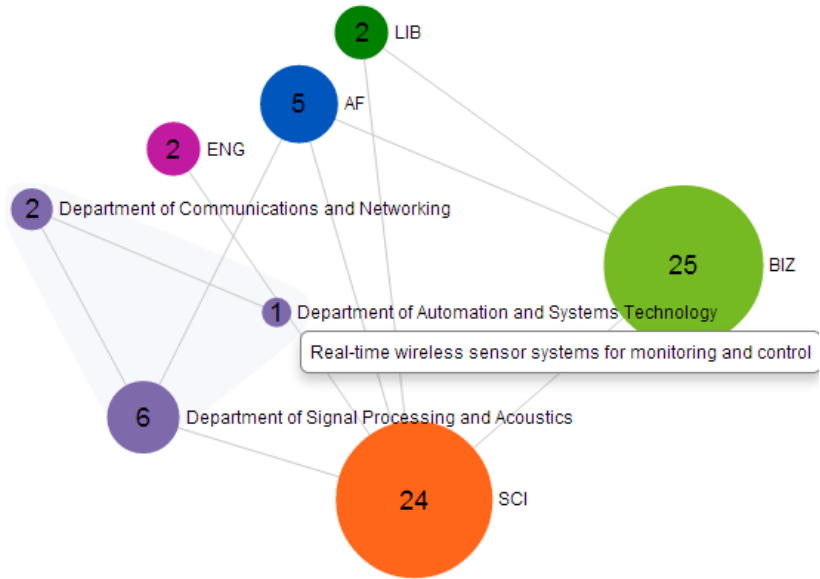 2 LIB
5 AF
2 ENG
2 Department of Communications and Networking
25 BIZ
1 Department of Automation and Systems Technology
Real-time wireless sensor systems for monitoring and control
6 Department of Signal Processing and Acoustics
24 SCI